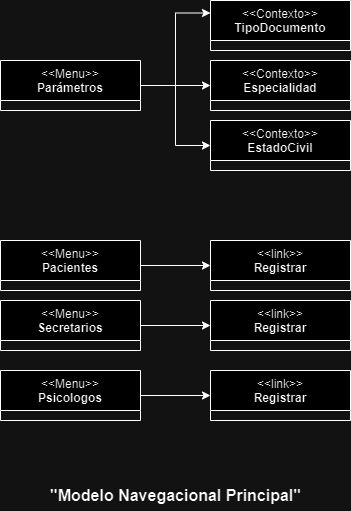 <<Contexto>>
TipoDocumento
<<Menu>>
Parámetros
<<Contexto>>
Especialidad
<<Contexto>>
EstadoCivil
<<Menu>>
Pacientes
<<link>>
Registrar
<<Menu>>
Secretarios
<<link>>
Registrar
<<Menu>>
Psicologos
<<link>>
Registrar
"Modelo Navegacional Principal"